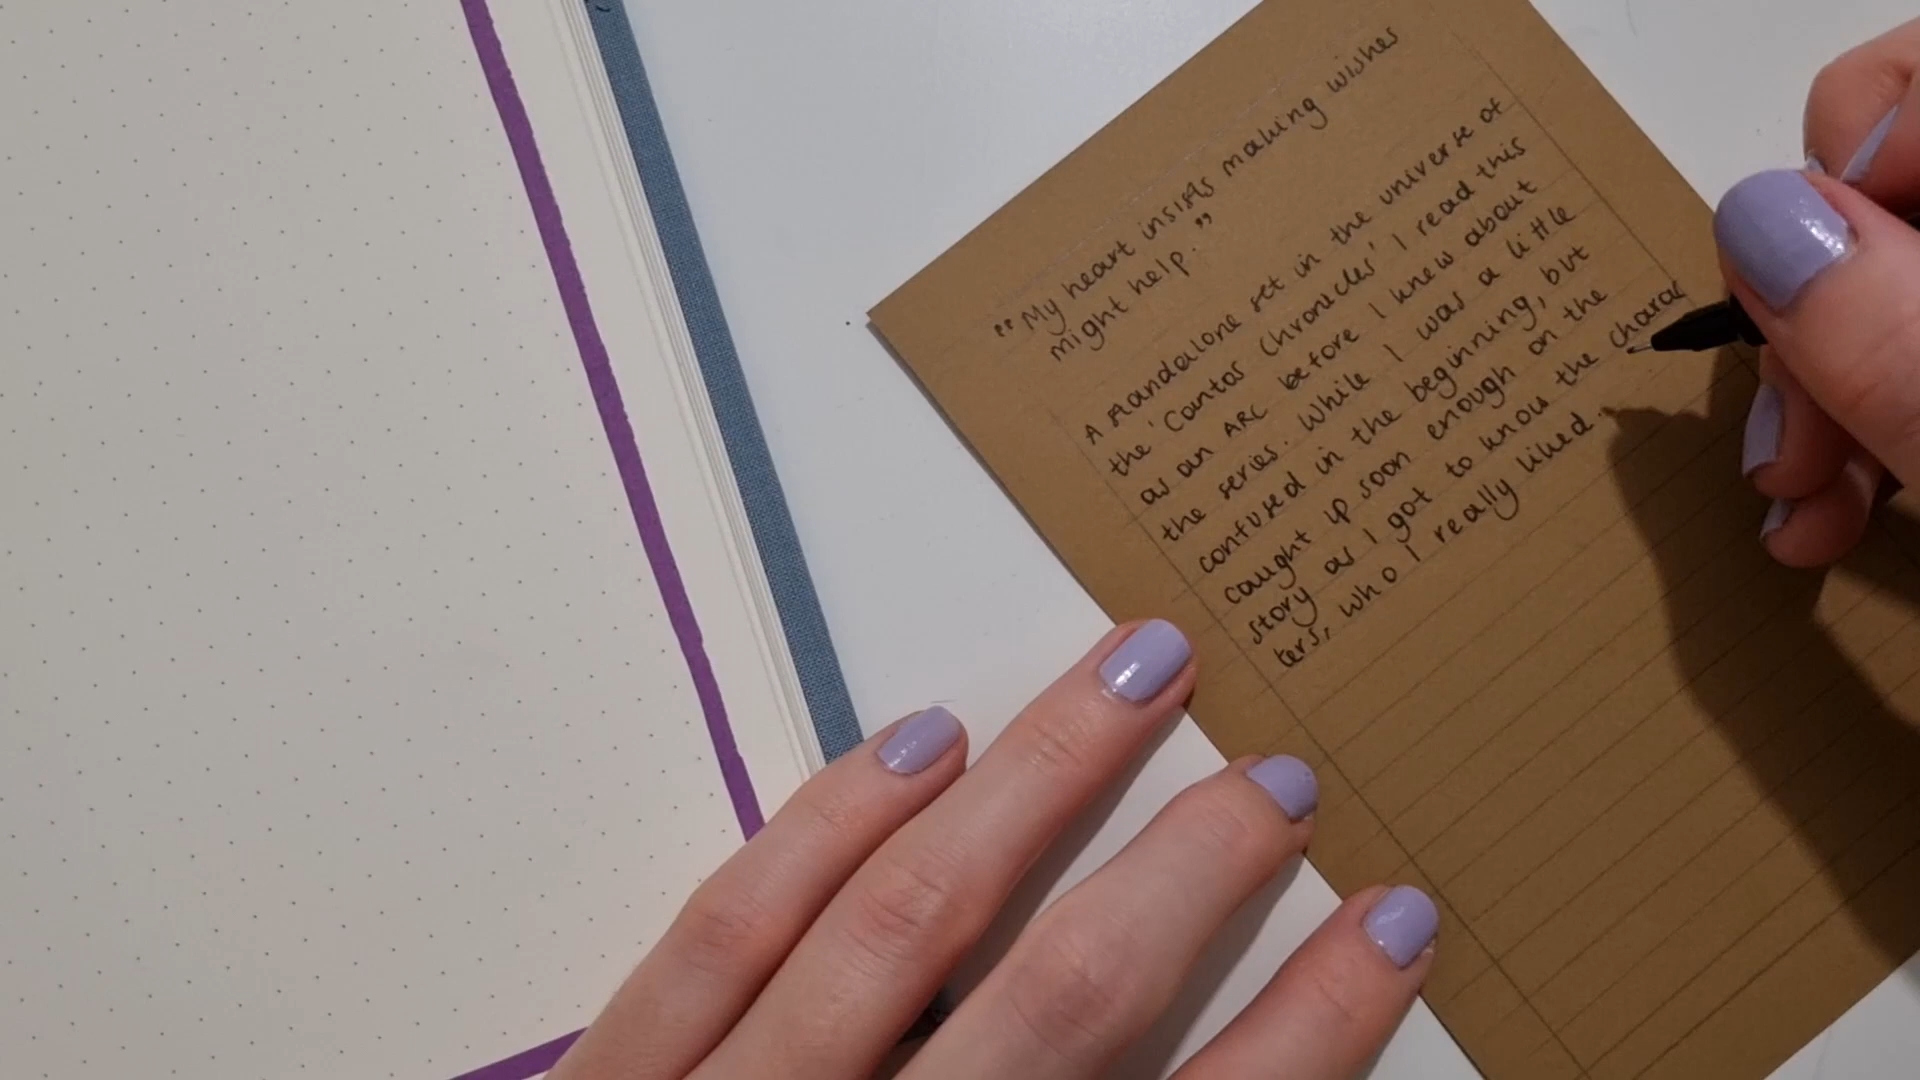 "My heart insists making wishes
might help."
A standalone set in the universe of
the 'Cantos Chronicles' I read this
as an ARC before I knew about
the series. While I was a little
confused in the beginning, but
caught up soon enough on the
story as I got to know the charac
ters, who I really liked.